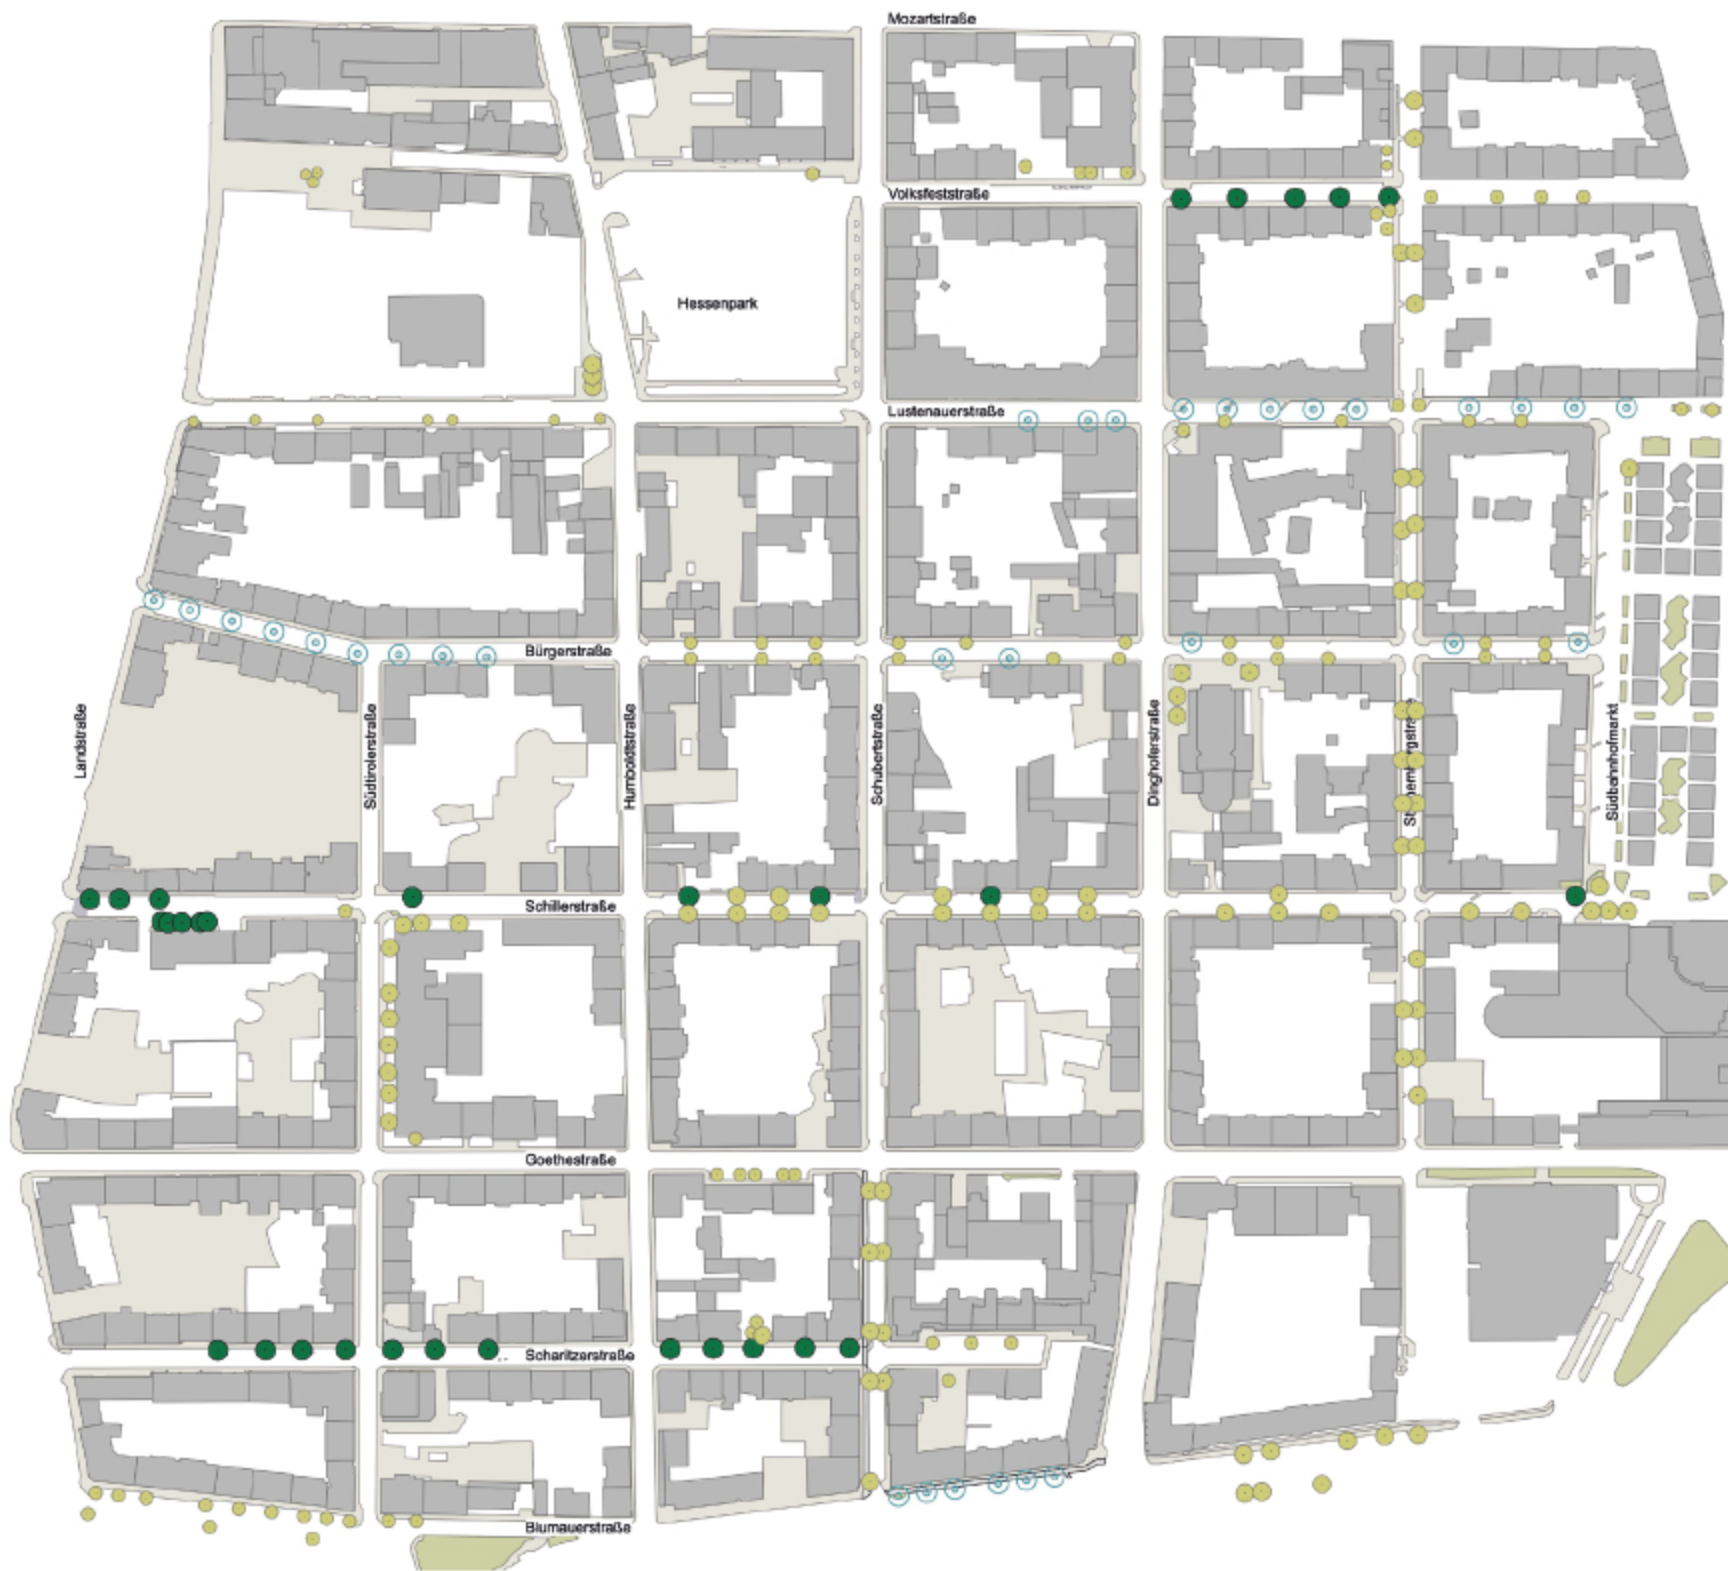 Mozartstraße
Volksfeststraße
Hessenpark
Lustenauerstraße
Bürgerstraße
Landstraße
Südtirolerstraße
Humboldtstraße
Schubertstraße
Dinghoferstraße
Südbahnhofmarkt
Schillerstraße
Goethestraße
Scharitzerstraße
Blumauerstraße